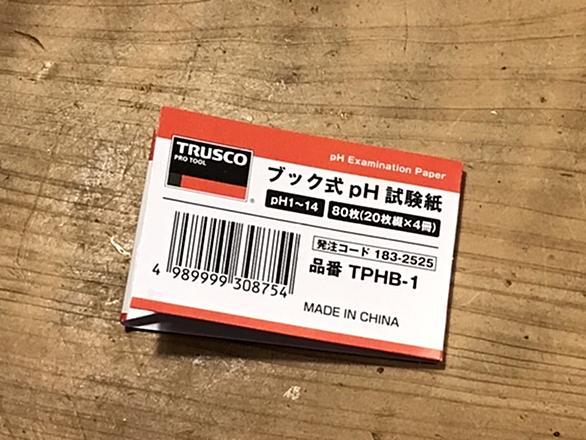 pH Examination Paper
TRUSCO
PRO TOOL
®
ブック式 pH 試験紙
pH1~14 80枚(20枚綴×4冊)
発注コード 183-2525
品番 TPHB-1
4 989999 308754
MADE IN CHINA